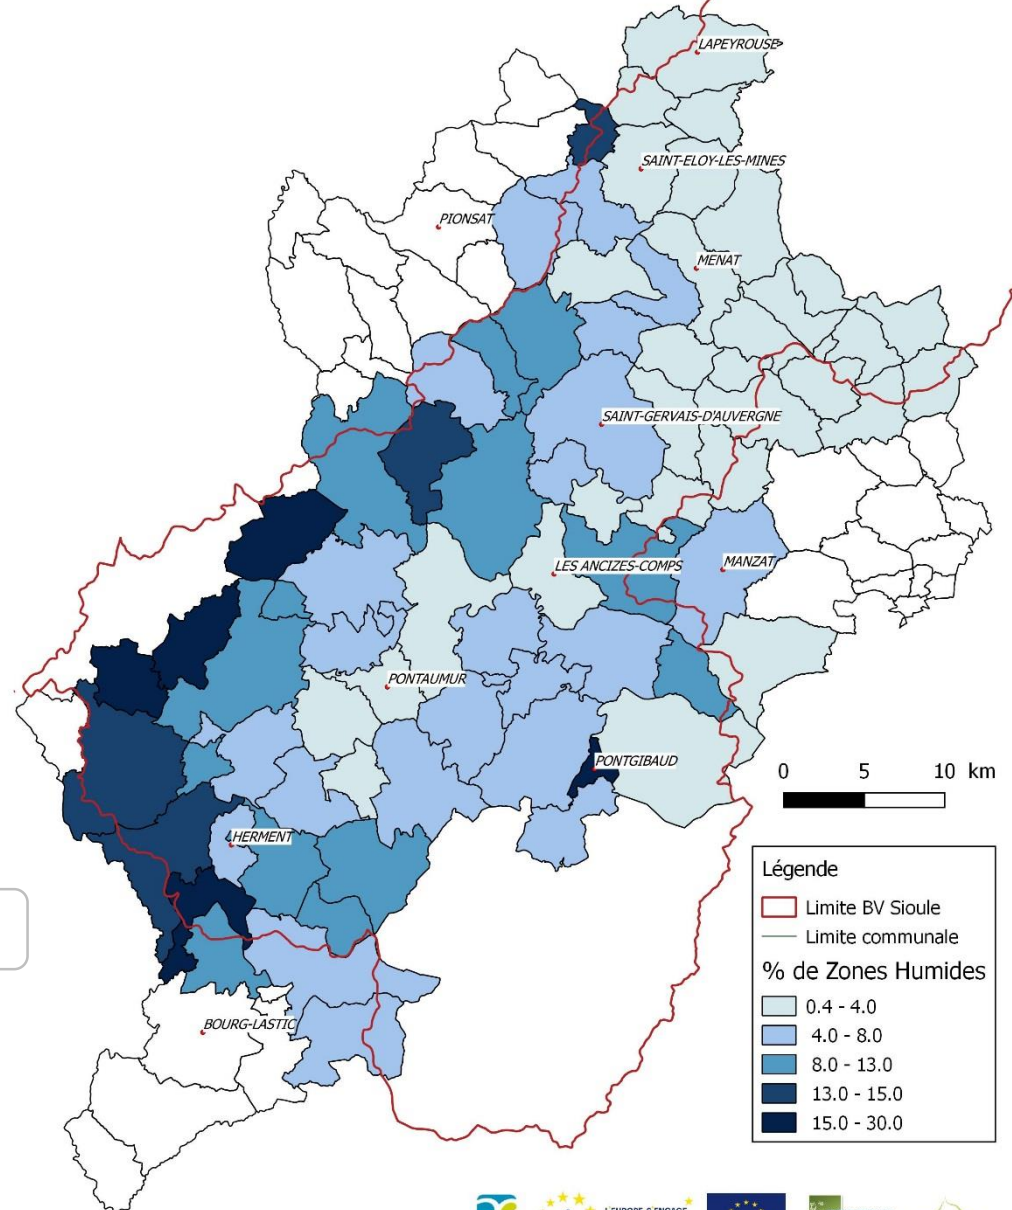 LAPEYROUSE
SAINT-ELOY-LES-MINES
PIONSAT
MENAT
SAINT-GERVAIS-D'AUVERGNE
LES ANCIZES-COMPS
MANZAT
PONTAUMUR
PONTGIBAUD
0 5 10 km
HERMENT
Légende
Limite BV Sioule
Limite communale
% de Zones Humides
0.4 - 4.0
4.0 - 8.0
8.0 - 13.0
13.0 - 15.0
15.0 - 30.0
BOURG-LASTIC